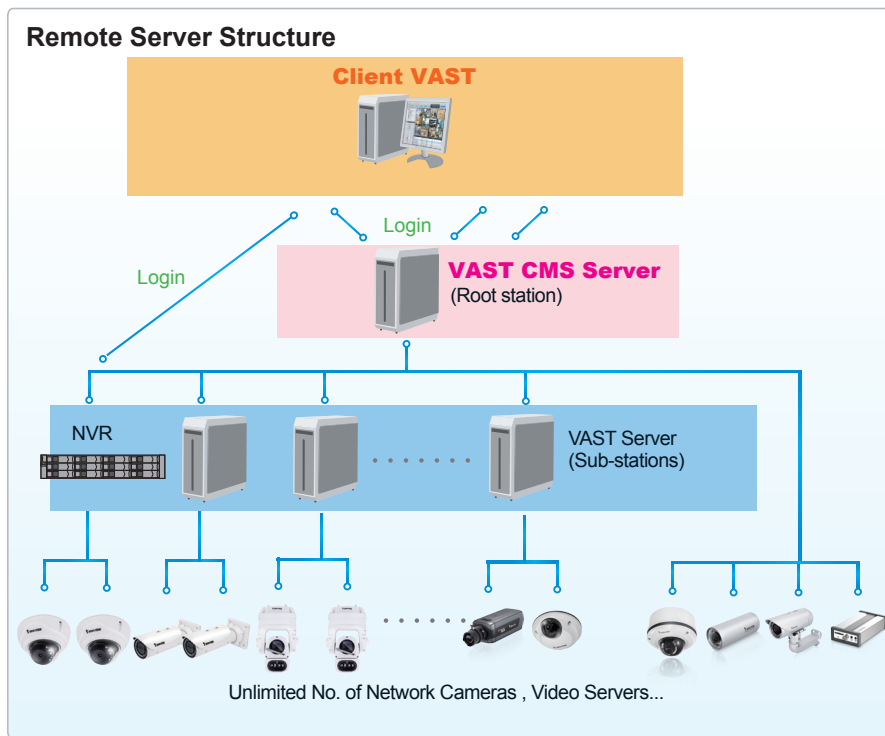 Remote Server Structure
Client VAST
Login
Login
VAST CMS Server
(Root station)
NVR
VAST Server
(Sub-stations)
Unlimited No. of Network Cameras , Video Servers...